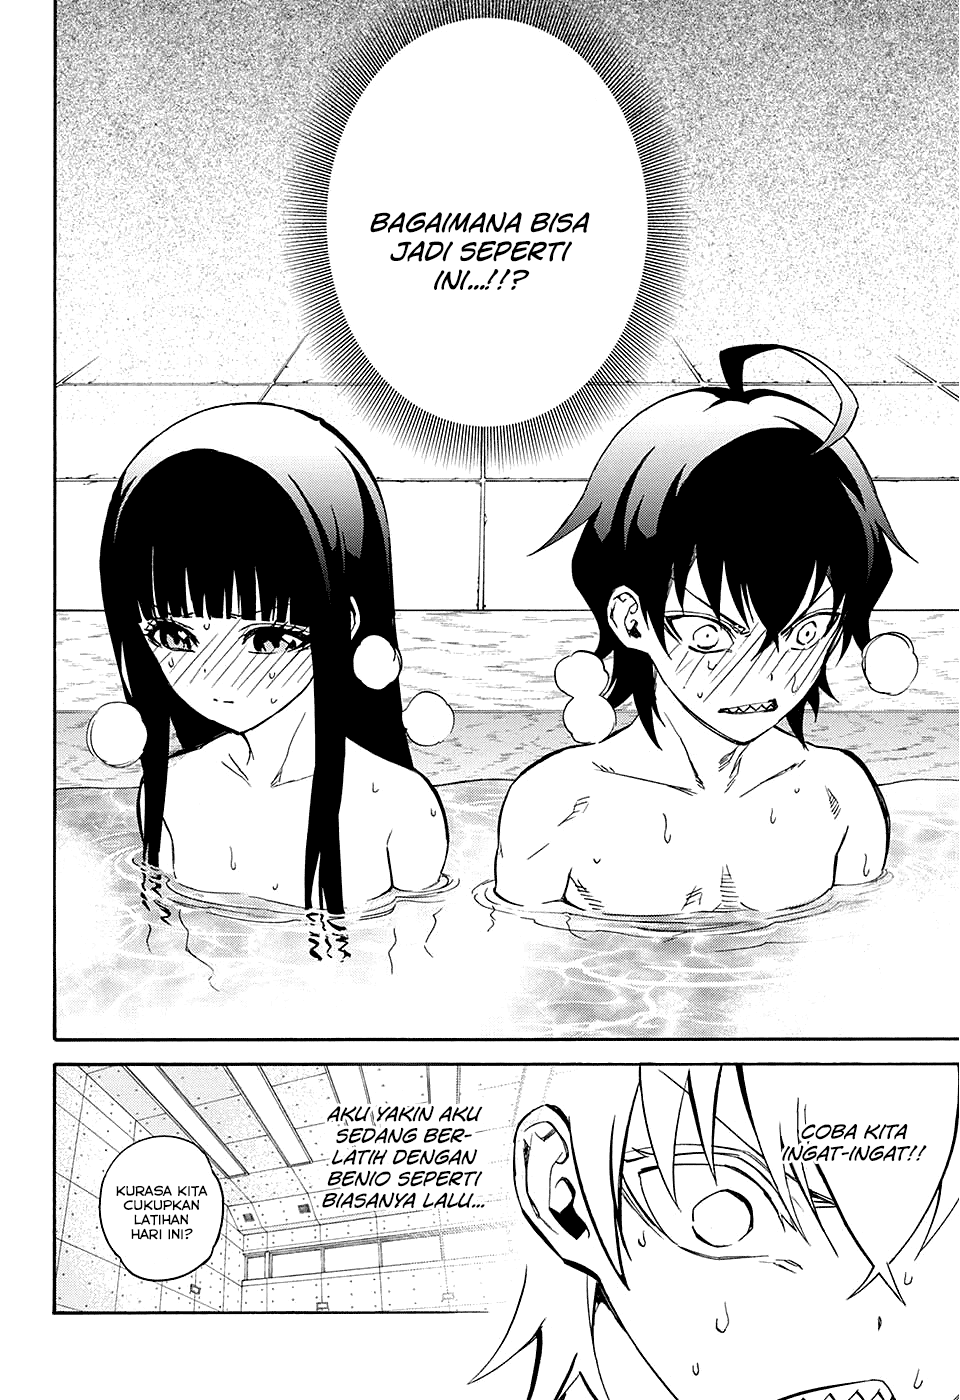 BAGAIMANA BISA
JADI SEPERTI
INI...!!?
COBA KITA
INGAT-INGAT!!
AKU YAKIN AKU
SEDANG BER-
LATIH DENGAN
BENIO SEPERTI
BIASANYA LALU...
KURASA KITA
CUKUPKAN
LATIHAN
HARI INI?